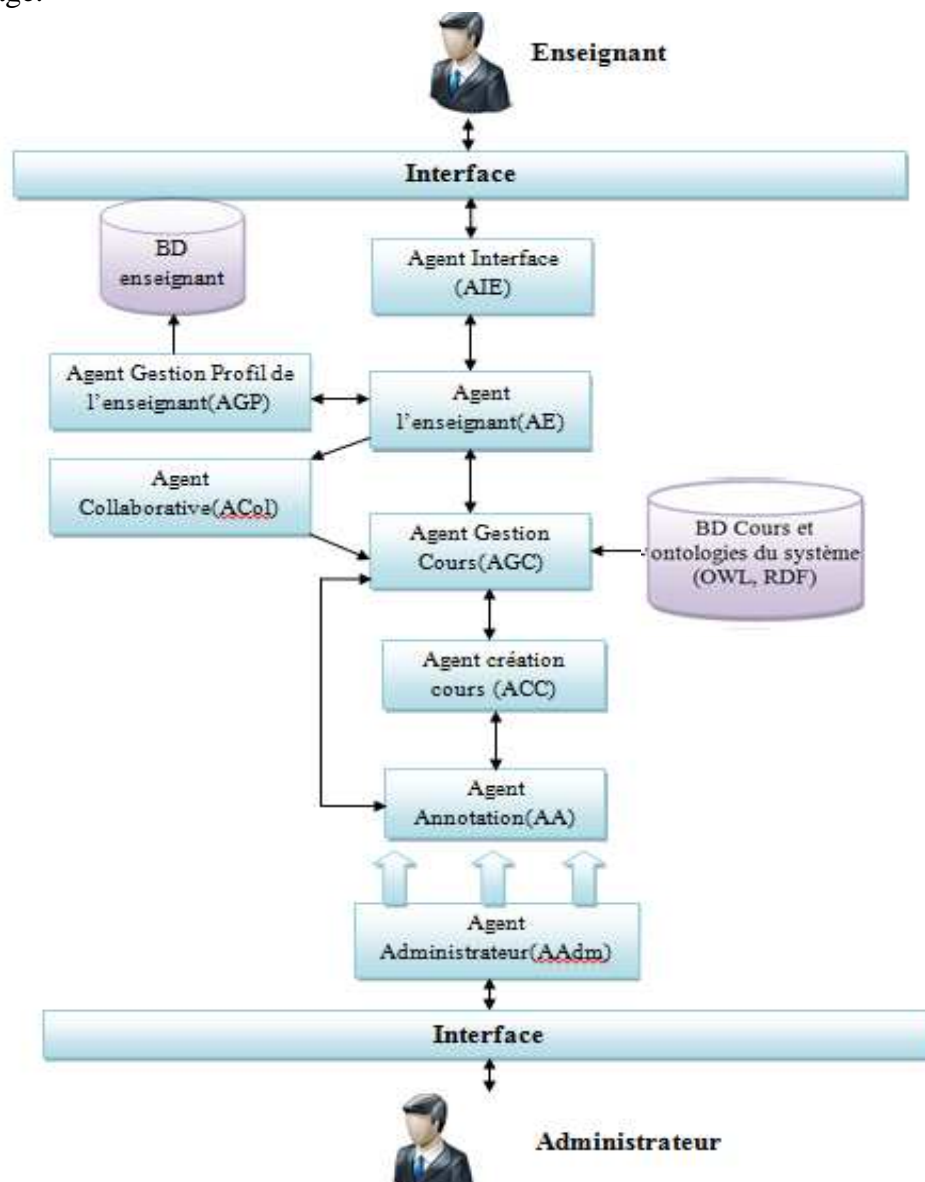 Enseignant
Interface
BD
enseignant
Agent Interface
(AIE)
Agent Gestion Profil de
l'enseignant(AGP)
Agent
l'enseignant(AE)
Agent
Collaborative(ACol)
Agent Gestion
Cours(AGC)
BD Cours et
ontologies du système
(OWL, RDF)
Agent création
cours (ACC)
Agent
Annotation(AA)
Agent
Administrateur(AAdm)
Interface
Administrateur